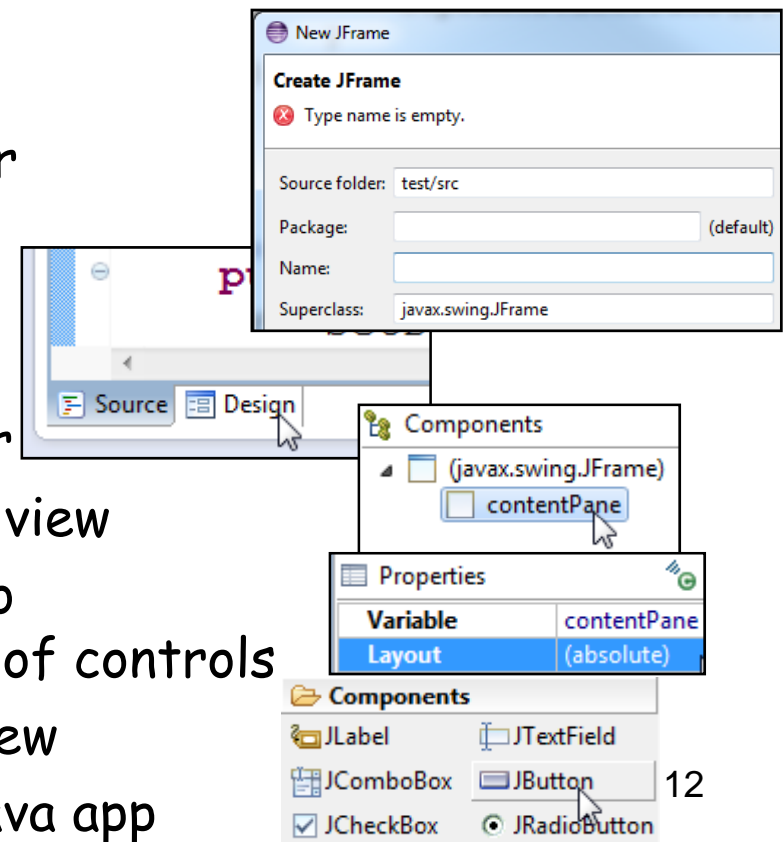 New JFrame
Create JFrame
Type name is empty.
r
Source folder: test/src
Package: (default)
Name:
Superclass: javax.swing.JFrame
Source Design
Components
(javax.swing.JFrame)
contentPane
r
view
Properties
Variable contentPane
Layout (absolute)
of controls
Components
JLabel JTextField
ew
JComboBox JButton
12
JCheckBox JRadioButton
va app